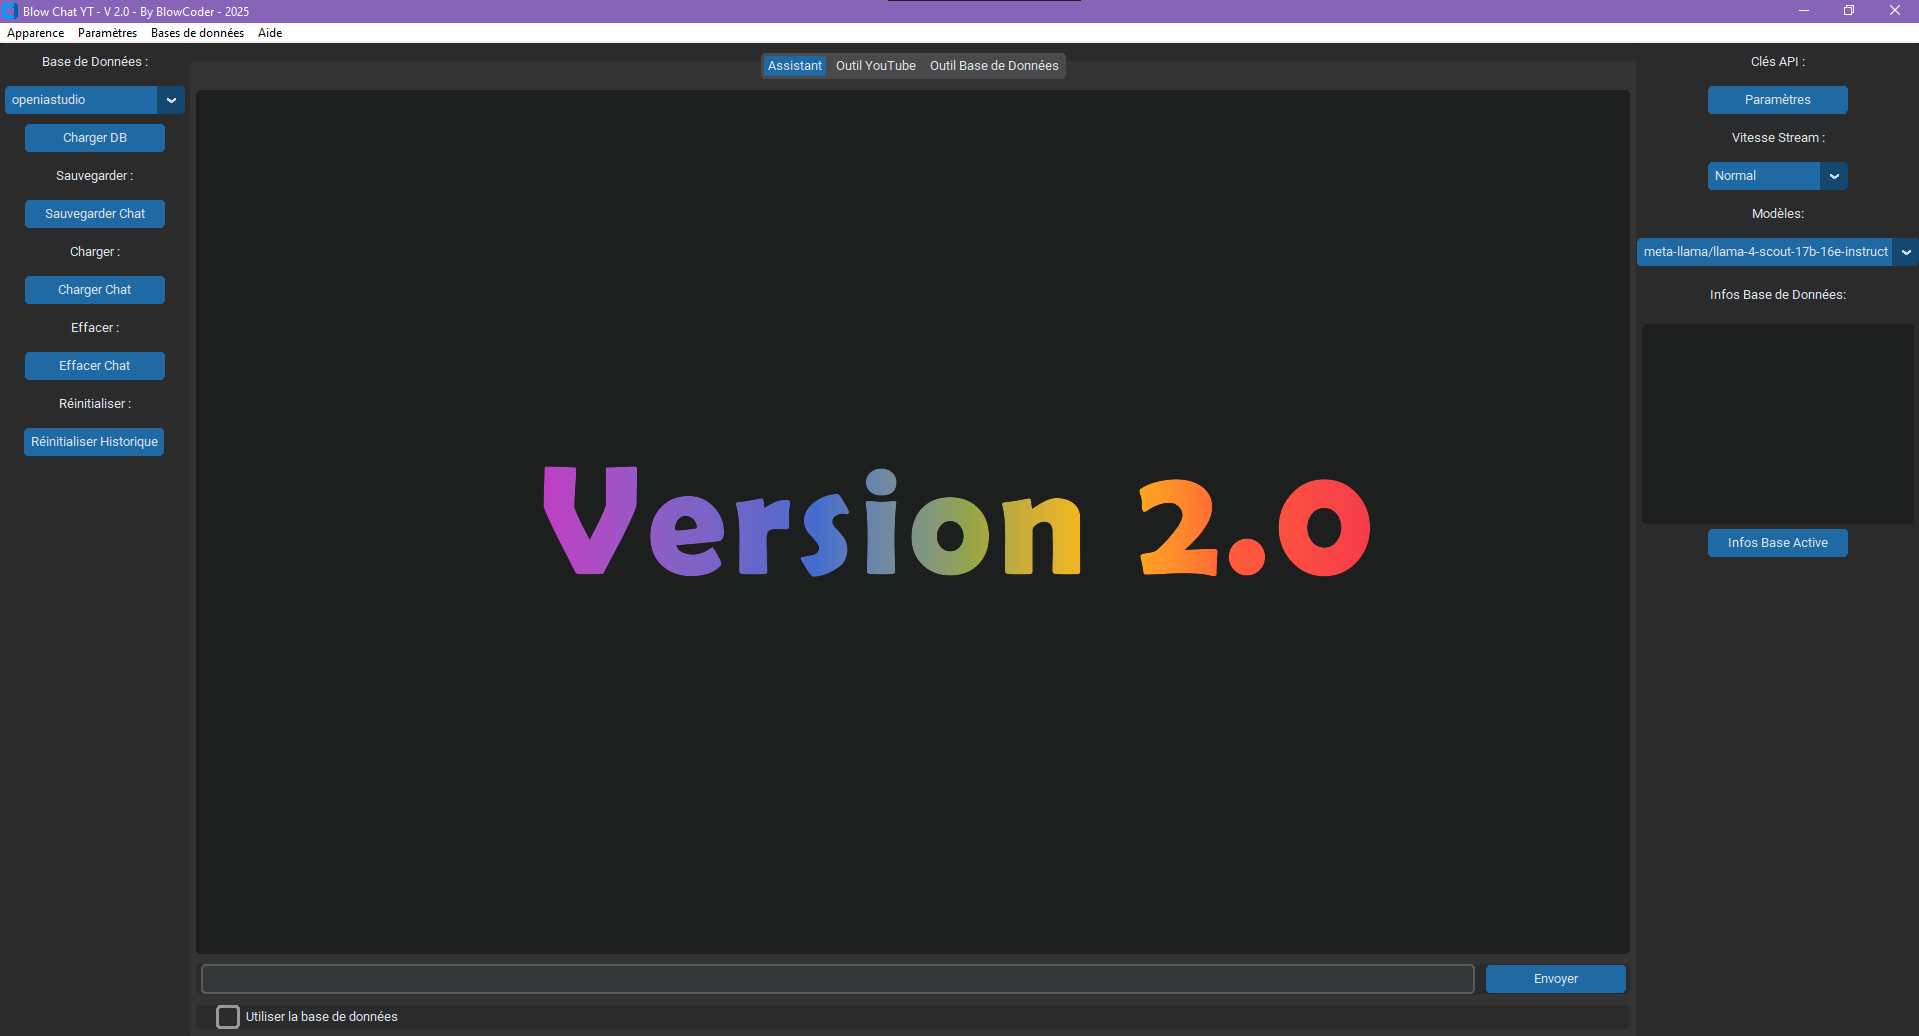 Blow Chat YT - V 2.0 - By BlowCoder - 2025
Apparence Paramètres Bases de données Aide
Base de Données :
openiastudio
Charger DB
Sauvegarder :
Sauvegarder Chat
Charger :
Charger Chat
Effacer :
Effacer Chat
Réinitialiser :
Réinitialiser Historique
Assistant Outil YouTube Outil Base de Données
Version 2.0
Envoyer
Utiliser la base de données
Clés API :
Paramètres
Vitesse Stream :
Normal
Modèles:
meta-llama/llama-4-scout-17b-16e-instruct
Infos Base de Données:
Infos Base Active